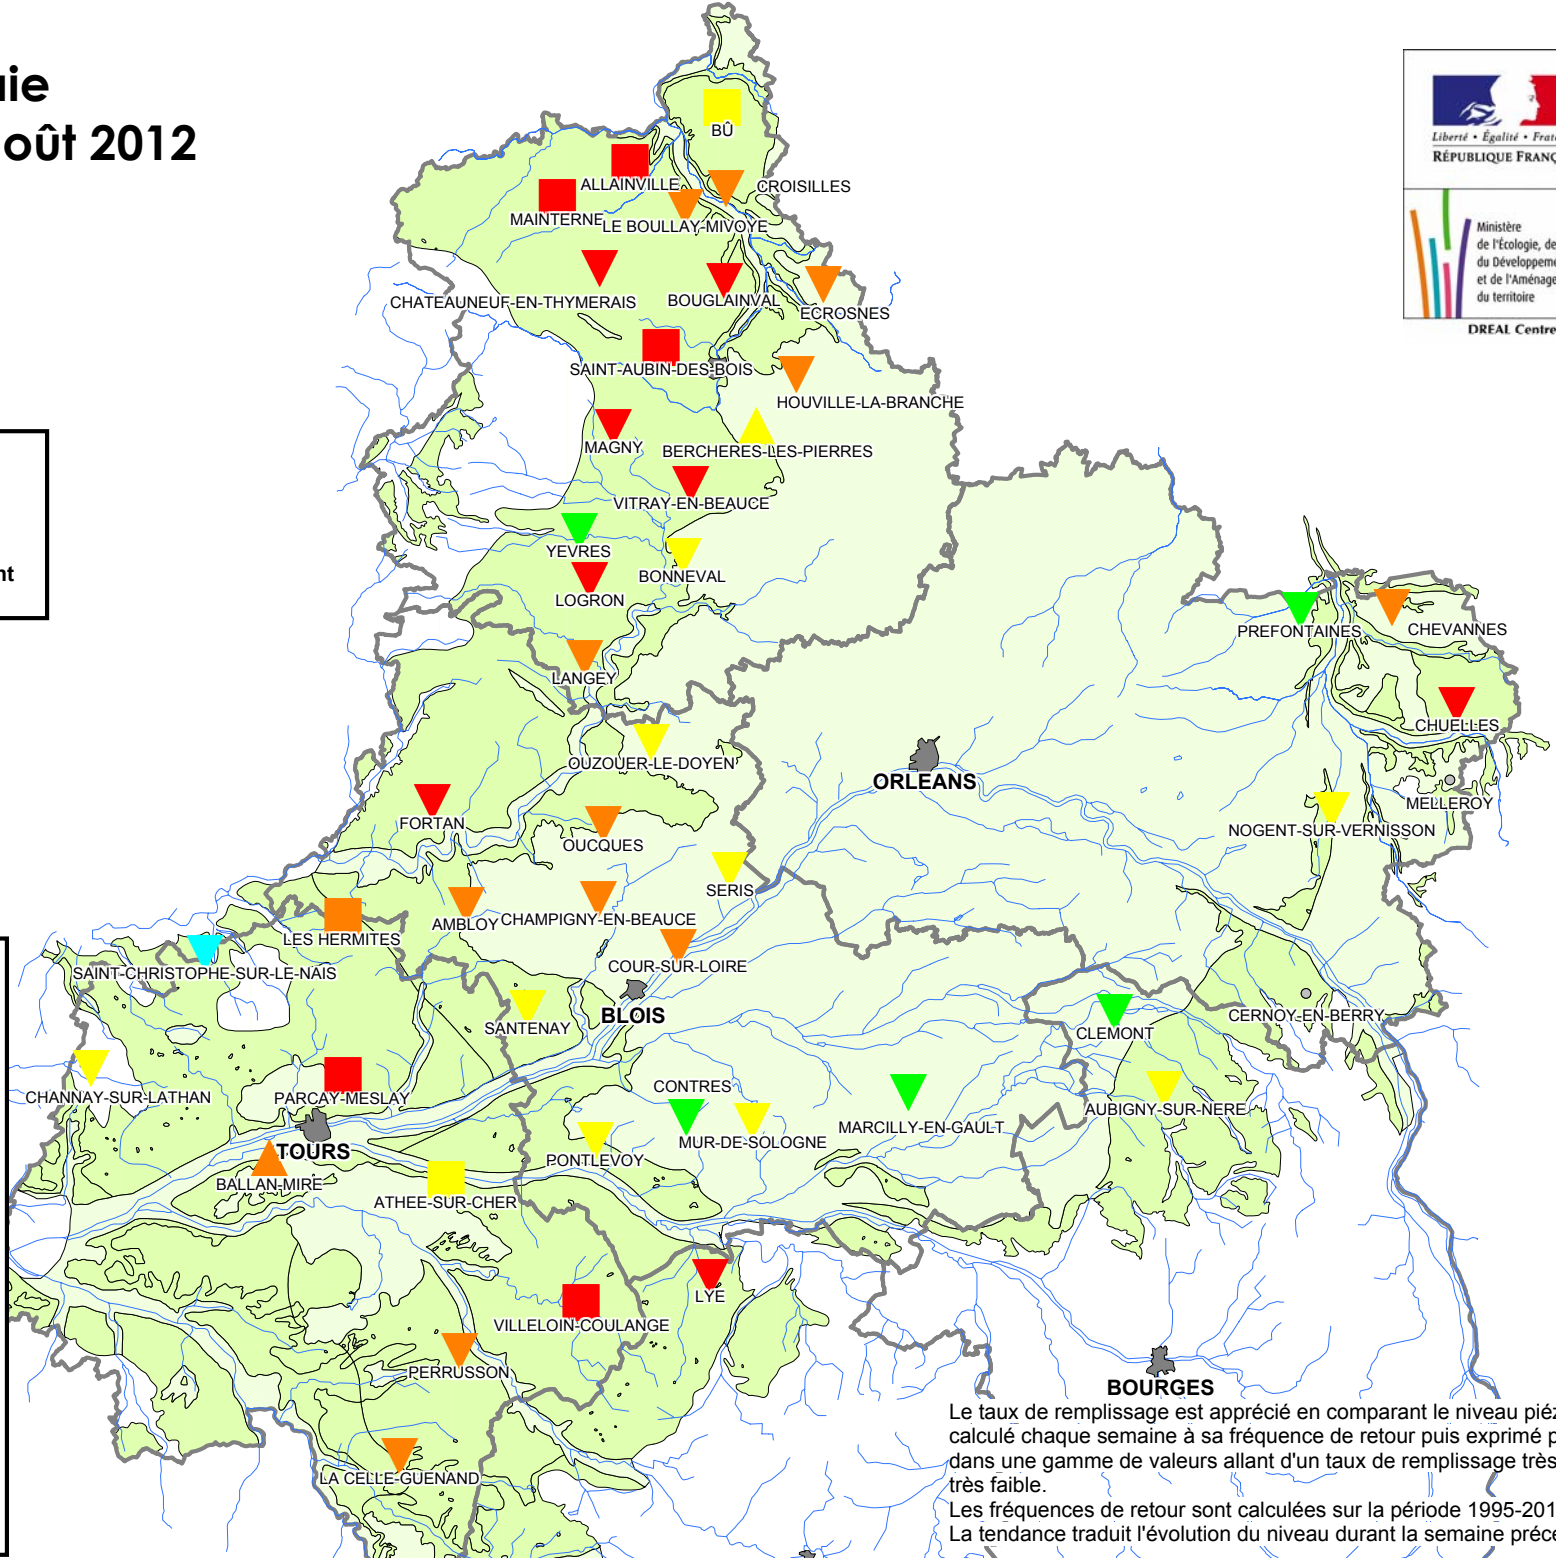 oût 2012
BÛ
ALLAINVILLE
CROISILLES
MAINTERNE
LE BOULLAY-MIVOYE
CHATEAUNEUF-EN-THYMERAIS
BOUGLAINVAL
ECROSNES
SAINT-AUBIN-DES-BOIS
HOUVILLE-LA-BRANCHE
MAGNY
BERCHERES-LES-PIERRES
VITRAY-EN-BEAUCE
YEVRES
BONNEVAL
LOGRON
LANGEY
PREFONTAINES
CHEVANNES
CHUELLES
OUZOUER-LE-DOYEN
ORLEANS
MELLEROY
FORTAN
OUCQUES
NOGENT-SUR-VERNISSON
SERIS
AMBLOY
CHAMPIGNY-EN-BEAUCE
LES HERMITES
COUR-SUR-LOIRE
SAINT-CHRISTOPHE-SUR-LE-NAIS
SANTENAY
BLOIS
CLEMONT
CERNOY-EN-BERRY
CHANNAY-SUR-LATHAN
PARCAY-MESLAY
CONTRES
MUR-DE-SOLOGNE
MARCILLY-EN-GAULT
AUBIGNY-SUR-NERE
TOURS
PONTLEVOY
BALLAN-MIRE
ATHEE-SUR-CHER
LYE
VILLELOIN-COULANGE
PERRUSSON
BOURGES
LA CELLE-GUENAND
Liberté • Égalité • Frat
RÉPUBLIQUE FRANÇ
Ministère
de l'Écologie, de
du Développeme
et de l'Aménage
du territoire
DREAL Centre
nt
Le taux de remplissage est apprécié en comparant le niveau piéz
calculé chaque semaine à sa fréquence de retour puis exprimé p
dans une gamme de valeurs allant d'un taux de remplissage très
très faible.
Les fréquences de retour sont calculées sur la période 1995-201
La tendance traduit l'évolution du niveau durant la semaine précé